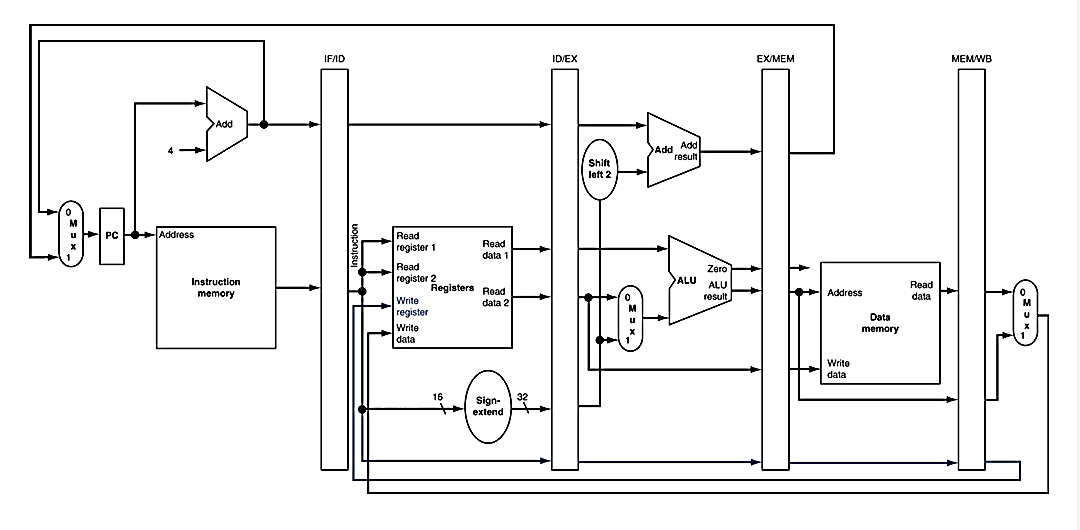 IF/ID
ID/EX
EX/MEM
MEM/WB
Add
4
Add
Add
result
Shift
left 2
0
M
u
x
1
PC
Address
Instruction
memory
Instruction
Read
register 1
Read
register 2
Registers
Write
register
Write
data
Read
data 1
Read
data 2
0
M
u
x
1
Zero
ALU
ALU
result
Address
Read
data
Data
memory
Write
data
0
M
u
x
1
16
Sign-
extend
32